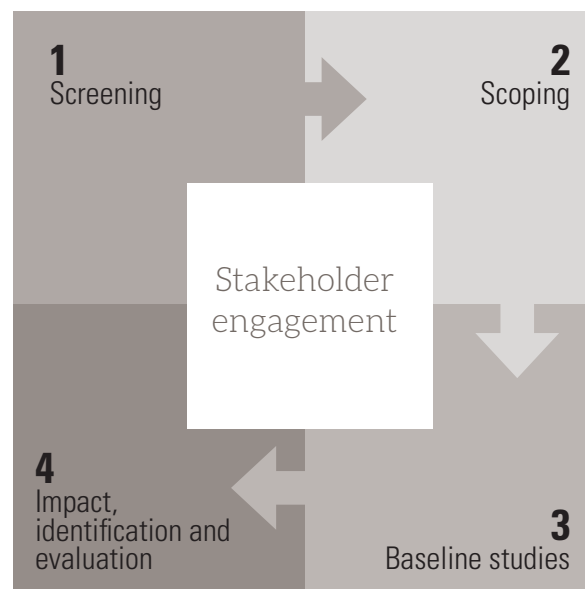 1
Screening
2
Scoping
Stakeholder
engagement
4
Impact,
identification and
evaluation
3
Baseline studies